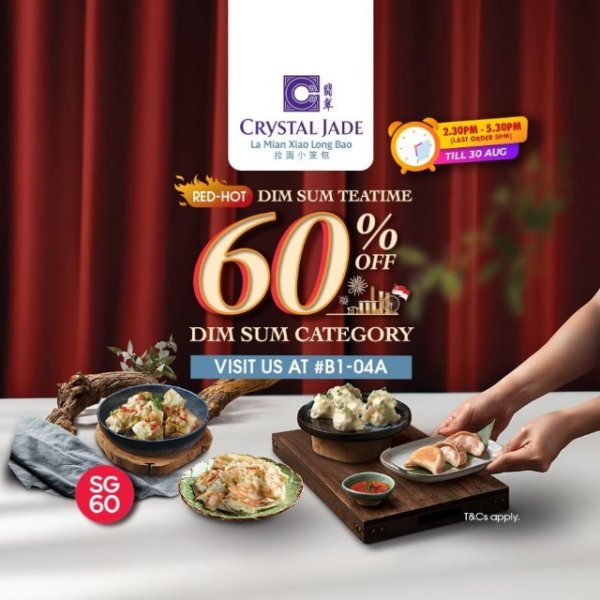 翡翠
CRYSTAL JADE
La Mian Xiao Long Bao
拉面小笼包
2.30PM - 5.30PM
(LAST ORDER 5PM)
TILL 30 AUG
RED-HOT DIM SUM TEATIME
60% OFF
DIM SUM CATEGORY
VISIT US AT #B1-04A
SG
60
T&Cs apply.